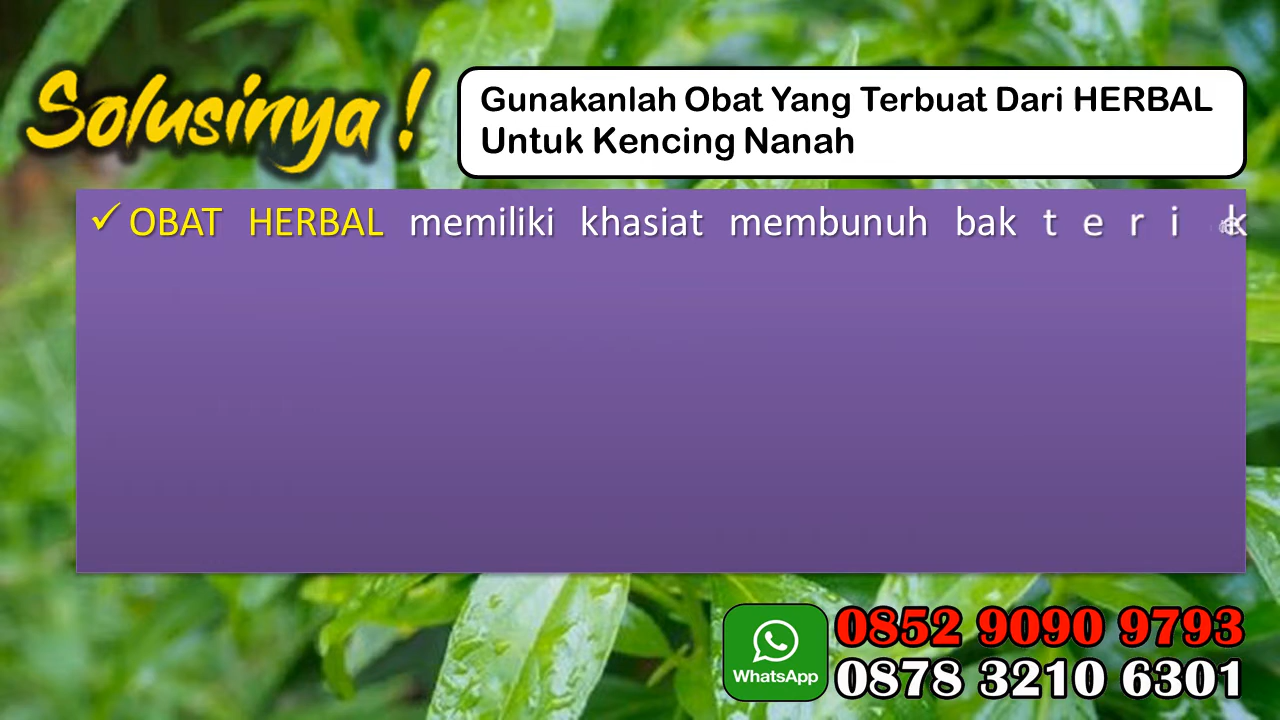 Solusinya !
Gunakanlah Obat Yang Terbuat Dari HERBAL
Untuk Kencing Nanah
✓ OBAT HERBAL memiliki khasiat membunuh bak t e r i k
WhatsApp
0852 9090 9793
0878 3210 6301